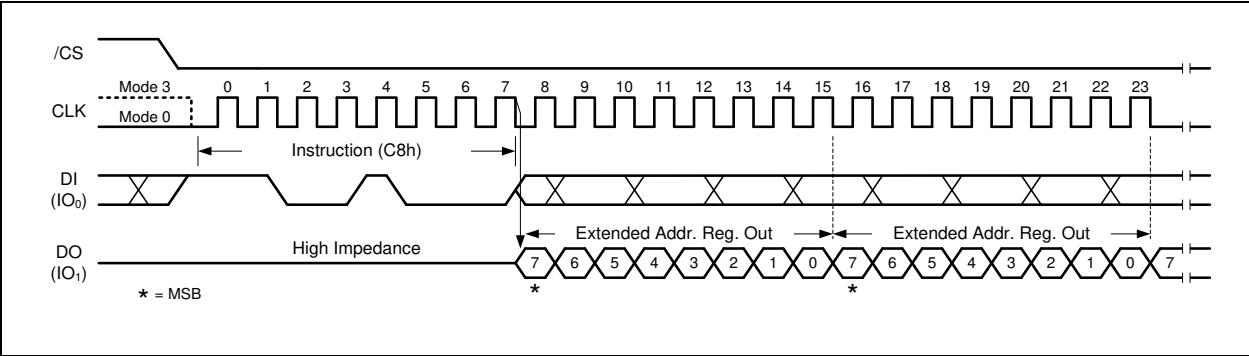 /CS
Mode 3 0 1 2 3 4 5 6 7 8 9 10 11 12 13 14 15 16 17 18 19 20 21 22 23
CLK
Mode 0
Instruction (C8h)
DI
(IO₀)
Extended Addr. Reg. Out Extended Addr. Reg. Out
High Impedance
DO 7 6 5 4 3 2 1 0 7 6 5 4 3 2 1 0 7
(IO₁)
* *
* = MSB